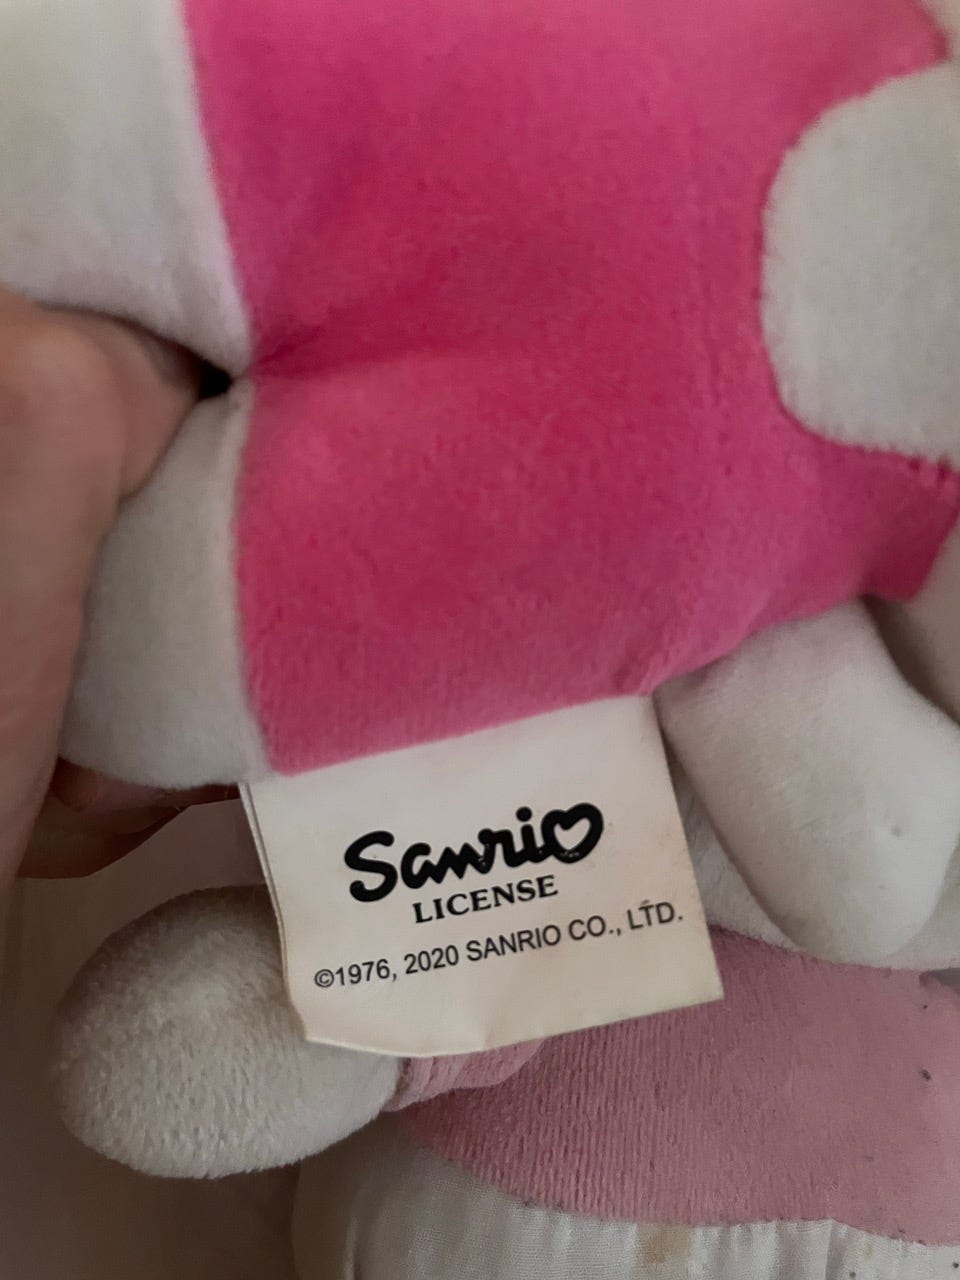 Sanrio
LICENSE
©1976, 2020 SANRIO CO., LTD.